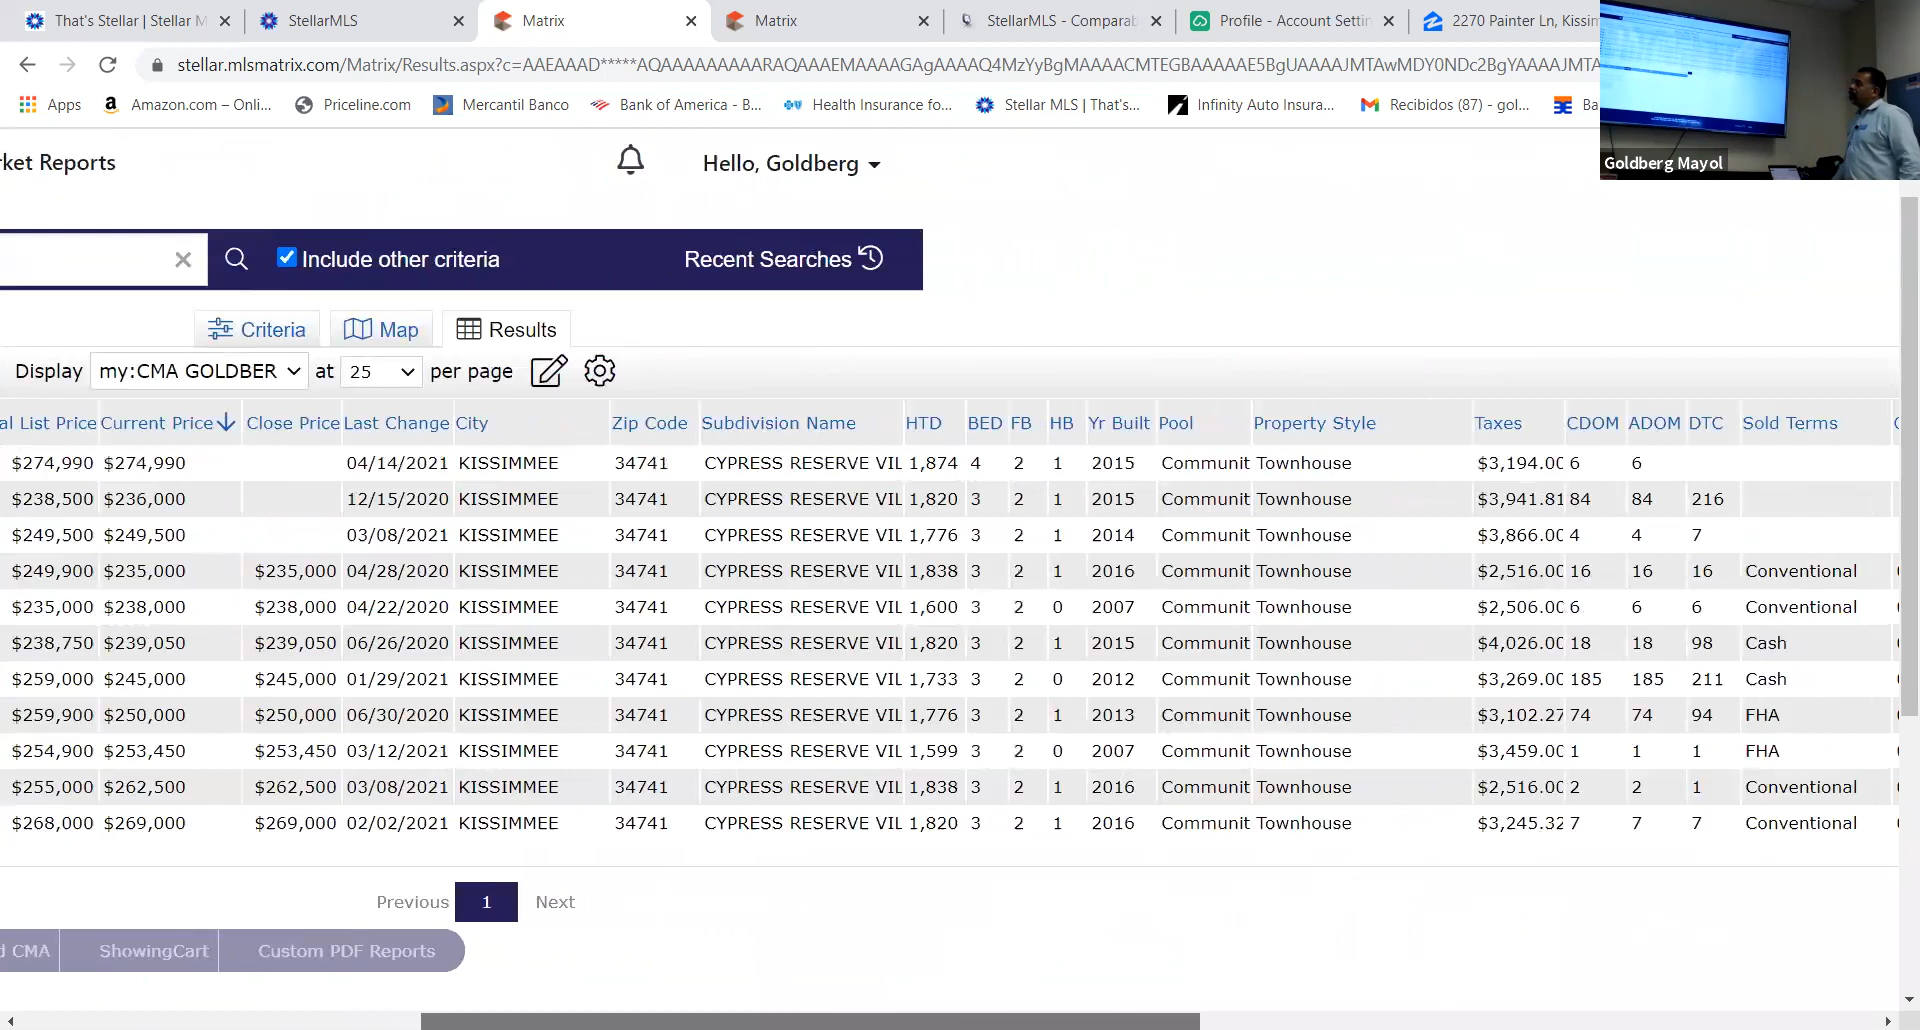 That's Stellar | Stellar M
StellarMLS
Matrix
Matrix
StellarMLS - Comparab
Profile - Account Settin
2270 Painter Ln, Kissim
stellar.mlsmatrix.com/Matrix/Results.aspx?c=AAEAAAD*****AQAAAAAAAAARAQAAAEMAAAAGAgAAAAQ4MzYyBgMAAAACMTEGBAAAAAE5BgUAAAAJMTAwMDY0NDc2BgYAAAAJMTA
Apps
Amazon.com – Onli...
Priceline.com
Mercantil Banco
Bank of America - B...
Health Insurance fo...
Stellar MLS | That's...
Infinity Auto Insura...
Recibidos (87) - gol...
Ba
Goldberg Mayol
rket Reports
Hello, Goldberg
Include other criteria
Recent Searches
Criteria
Map
Results
Display my:CMA GOLDBER at 25 per page
al List Price Current Price Close Price Last Change City Zip Code Subdivision Name HTD BED FB HB Yr Built Pool Property Style Taxes CDOM ADOM DTC Sold Terms
$274,990 $274,990 04/14/2021 KISSIMMEE 34741 CYPRESS RESERVE VIL 1,874 4 2 1 2015 Communit Townhouse $3,194.00 6 6
$238,500 $236,000 12/15/2020 KISSIMMEE 34741 CYPRESS RESERVE VIL 1,820 3 2 1 2015 Communit Townhouse $3,941.81 84 84 216
$249,500 $249,500 03/08/2021 KISSIMMEE 34741 CYPRESS RESERVE VIL 1,776 3 2 1 2014 Communit Townhouse $3,866.00 4 4 7
$249,900 $235,000 $235,000 04/28/2020 KISSIMMEE 34741 CYPRESS RESERVE VIL 1,838 3 2 1 2016 Communit Townhouse $2,516.00 16 16 16 Conventional
$235,000 $238,000 $238,000 04/22/2020 KISSIMMEE 34741 CYPRESS RESERVE VIL 1,600 3 2 0 2007 Communit Townhouse $2,506.00 6 6 6 Conventional
$238,750 $239,050 $239,050 06/26/2020 KISSIMMEE 34741 CYPRESS RESERVE VIL 1,820 3 2 1 2015 Communit Townhouse $4,026.00 18 18 98 Cash
$259,000 $245,000 $245,000 01/29/2021 KISSIMMEE 34741 CYPRESS RESERVE VIL 1,733 3 2 0 2012 Communit Townhouse $3,269.00 185 185 211 Cash
$259,900 $250,000 $250,000 06/30/2020 KISSIMMEE 34741 CYPRESS RESERVE VIL 1,776 3 2 1 2013 Communit Townhouse $3,102.27 74 74 94 FHA
$254,900 $253,450 $253,450 03/12/2021 KISSIMMEE 34741 CYPRESS RESERVE VIL 1,599 3 2 0 2007 Communit Townhouse $3,459.00 1 1 1 FHA
$255,000 $262,500 $262,500 03/08/2021 KISSIMMEE 34741 CYPRESS RESERVE VIL 1,838 3 2 1 2016 Communit Townhouse $2,516.00 2 2 1 Conventional
$268,000 $269,000 $269,000 02/02/2021 KISSIMMEE 34741 CYPRESS RESERVE VIL 1,820 3 2 1 2016 Communit Townhouse $3,245.32 7 7 7 Conventional
Previous 1 Next
d CMA
ShowingCart
Custom PDF Reports